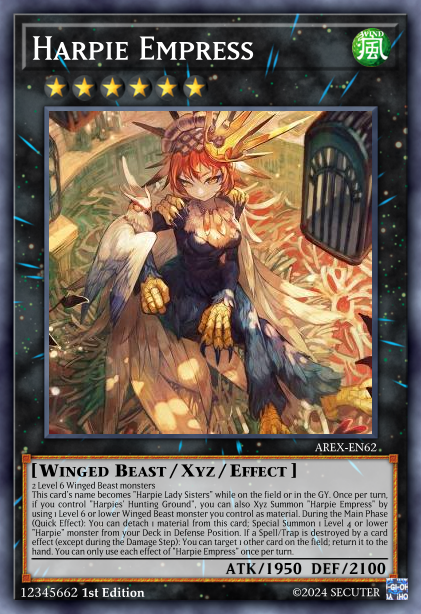 HARPIE EMPRESS
WIND
風
AREX-EN62
[WINGED BEAST / XYZ / EFFECT ]
2 Level 6 Winged Beast monsters
This card's name becomes "Harpie Lady Sisters" while on the field or in the GY. Once per turn,
if you control "Harpies' Hunting Ground", you can also Xyz Summon "Harpie Empress" by
using 1 Level 6 or lower Winged Beast monster you control as material. During the Main Phase
(Quick Effect): You can detach 1 material from this card; Special Summon 1 Level 4 or lower
"Harpie" monster from your Deck in Defense Position. If a Spell/Trap is destroyed by a card
effect (except during the Damage Step): You can target 1 other card on the field; return it to the
hand. You can only use each effect of "Harpie Empress" once per turn.
ATK/1950 DEF/2100
12345662 1st Edition
©2024 SECUTER